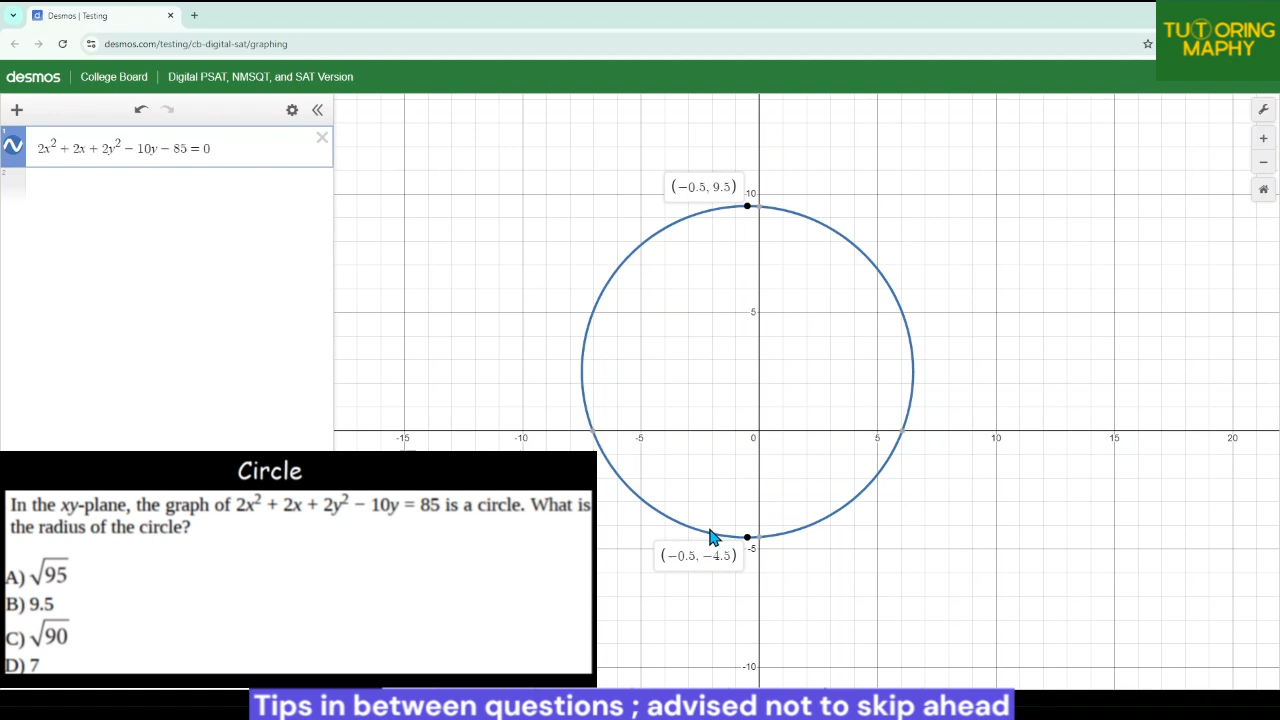 Desmos | Testing
desmos.com/testing/cb-digital-sat/graphing
TUTORING
MAPHY
desmos
College Board
Digital PSAT, NMSQT, and SAT Version
1
2x² + 2x + 2y² − 10y − 85 = 0
2
(−0.5, 9.5)
10
5
-15
-10
-5
0
5
10
15
20
(−0.5, −4.5)
-5
-10
Circle
In the xy-plane, the graph of 2x² + 2x + 2y² − 10y = 85 is a circle. What is
the radius of the circle?
A) √95
B) 9.5
C) √90
D) 7
Tips in between questions ; advised not to skip ahead